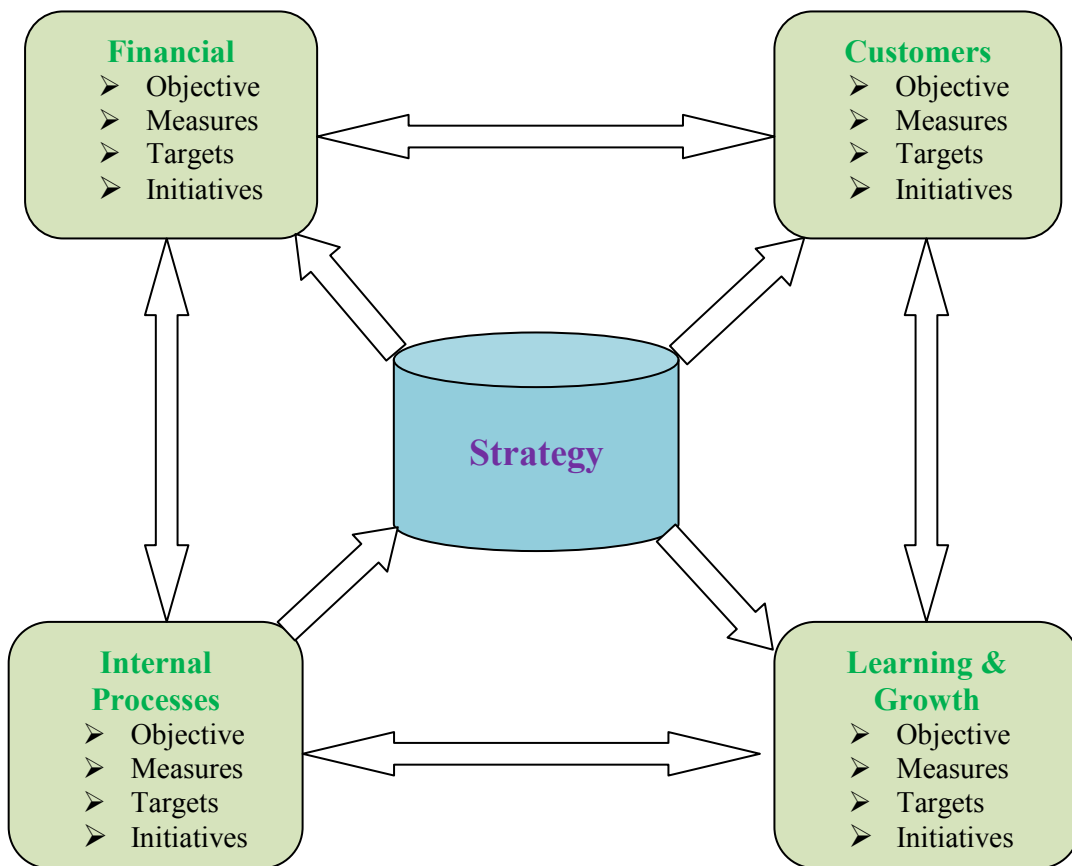 Financial
➢ Objective
➢ Measures
➢ Targets
➢ Initiatives
Customers
➢ Objective
➢ Measures
➢ Targets
➢ Initiatives
Strategy
Internal
Processes
➢ Objective
➢ Measures
➢ Targets
➢ Initiatives
Learning &
Growth
➢ Objective
➢ Measures
➢ Targets
➢ Initiatives